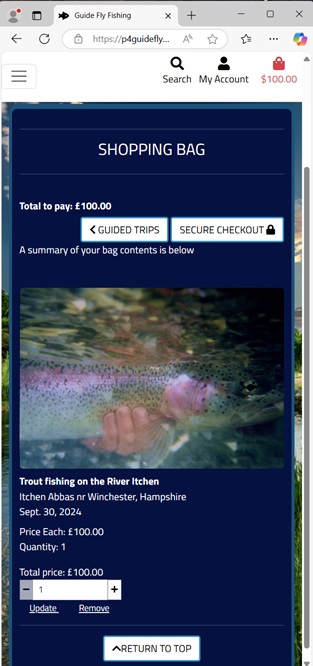 Guide Fly Fishing
https://p4guidefly...
Search My Account $100.00
SHOPPING BAG
Total to pay: £100.00
GUIDED TRIPS SECURE CHECKOUT
A summary of your bag contents is below
Trout fishing on the River Itchen
Itchen Abbas nr Winchester, Hampshire
Sept. 30, 2024
Price Each: £100.00
Quantity: 1
Total price: £100.00
− 1 +
Update Remove
RETURN TO TOP